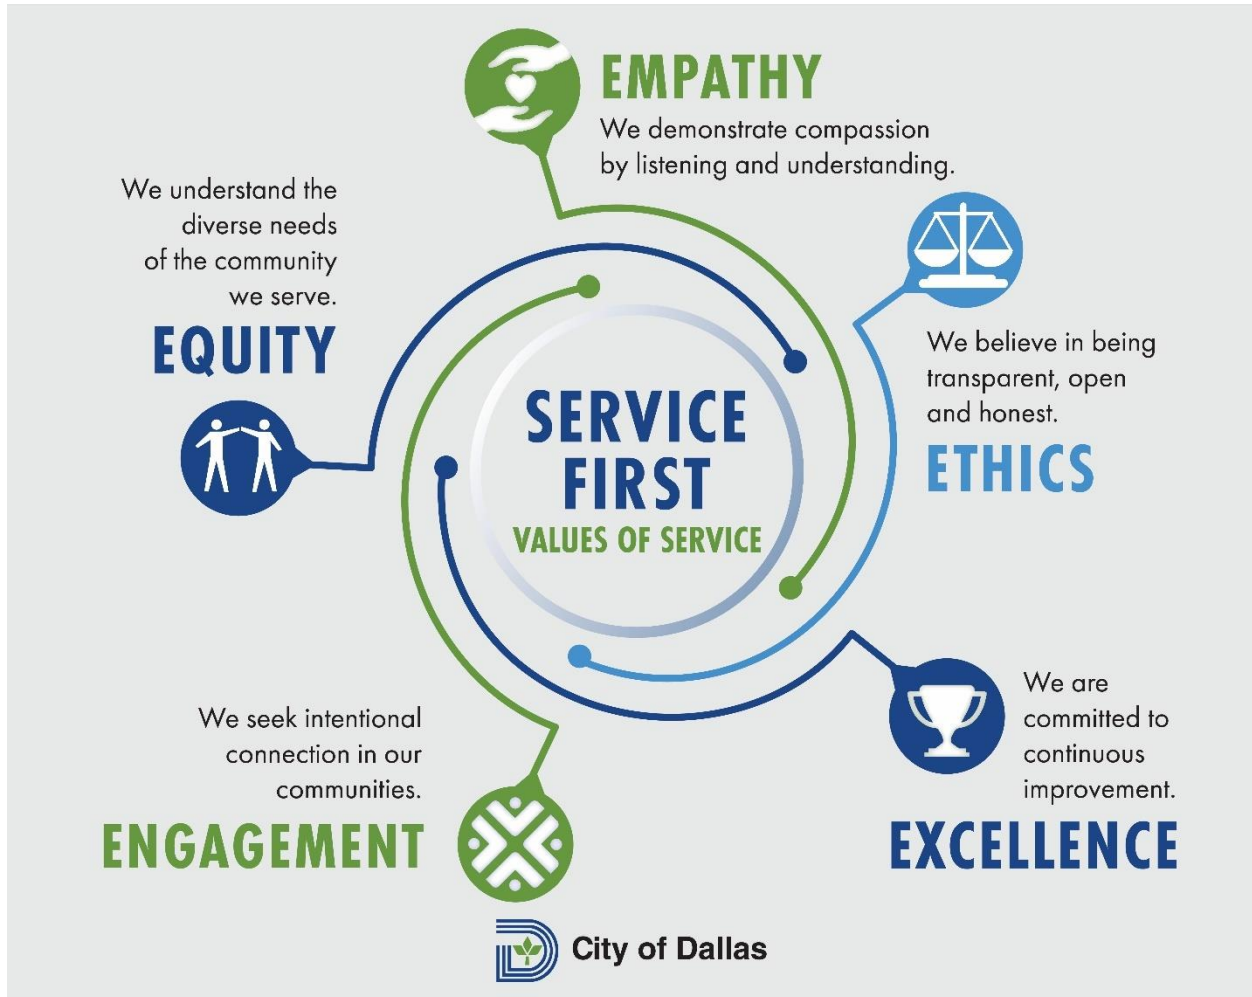 EMPATHY
We demonstrate compassion
by listening and understanding.
We understand the
diverse needs
of the community
we serve.
EQUITY
We believe in being
transparent, open
and honest.
ETHICS
SERVICE
FIRST
VALUES OF SERVICE
We are
committed to
continuous
improvement.
EXCELLENCE
We seek intentional
connection in our
communities.
ENGAGEMENT
City of Dallas